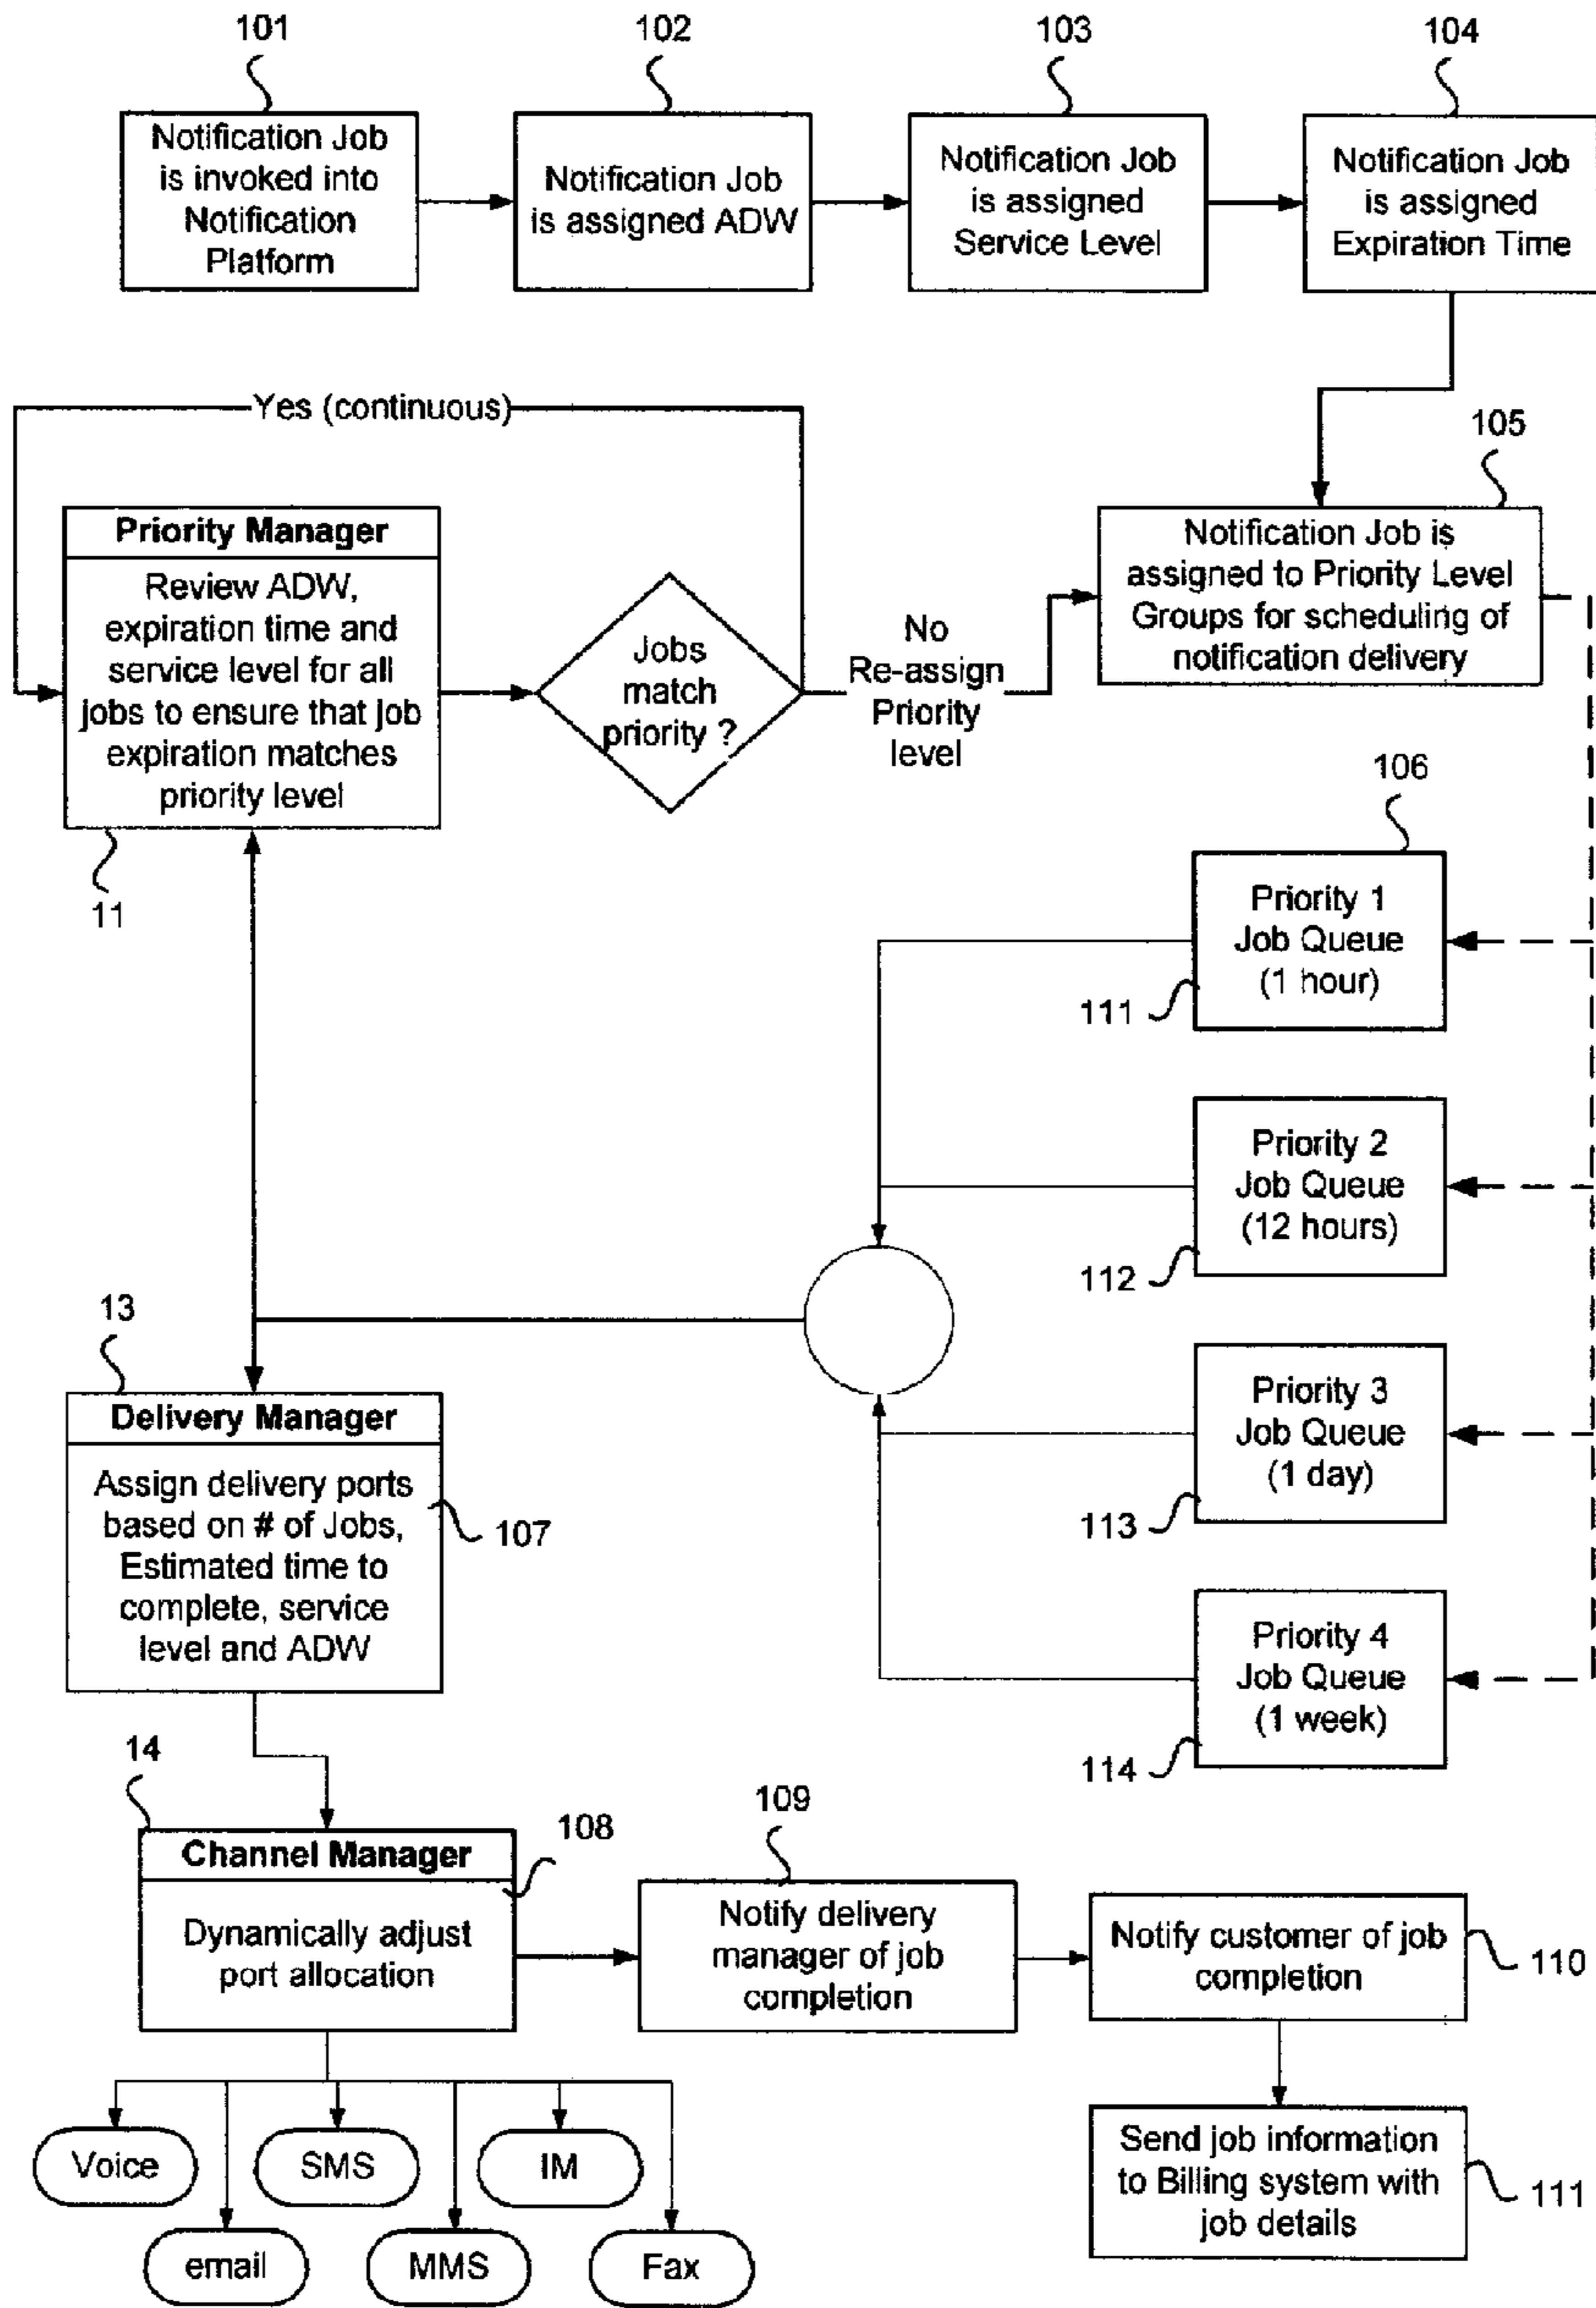 101
102
103
104
Notification Job
is invoked into
Notification
Platform
Notification Job
is assigned ADW
Notification Job
is assigned
Service Level
Notification Job
is assigned
Expiration Time
Yes (continuous)
105
Priority Manager
Review ADW,
expiration time and
service level for all
jobs to ensure that job
expiration matches
priority level
11
Jobs
match
priority ?
No
Re-assign
Priority
level
Notification Job is
assigned to Priority Level
Groups for scheduling of
notification delivery
106
Priority 1
Job Queue
(1 hour)
111
Priority 2
Job Queue
(12 hours)
112
Priority 3
Job Queue
(1 day)
113
Priority 4
Job Queue
(1 week)
114
13
Delivery Manager
Assign delivery ports
based on # of Jobs,
Estimated time to
complete, service
level and ADW
107
14
Channel Manager
Dynamically adjust
port allocation
108
109
Notify delivery
manager of job
completion
Notify customer of job
completion
110
Send job information
to Billing system with
job details
111
Voice
SMS
IM
email
MMS
Fax